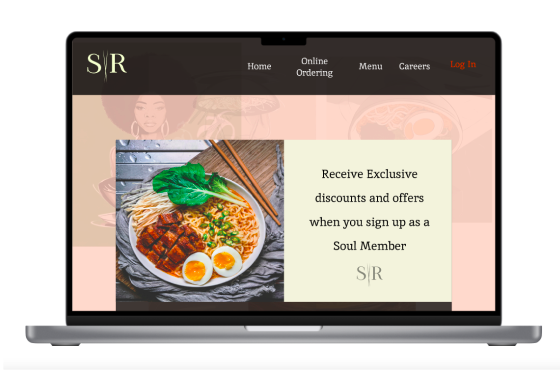 S R
Home
Online
Ordering
Menu
Careers
Log In
Receive Exclusive
discounts and offers
when you sign up as a
Soul Member
S R